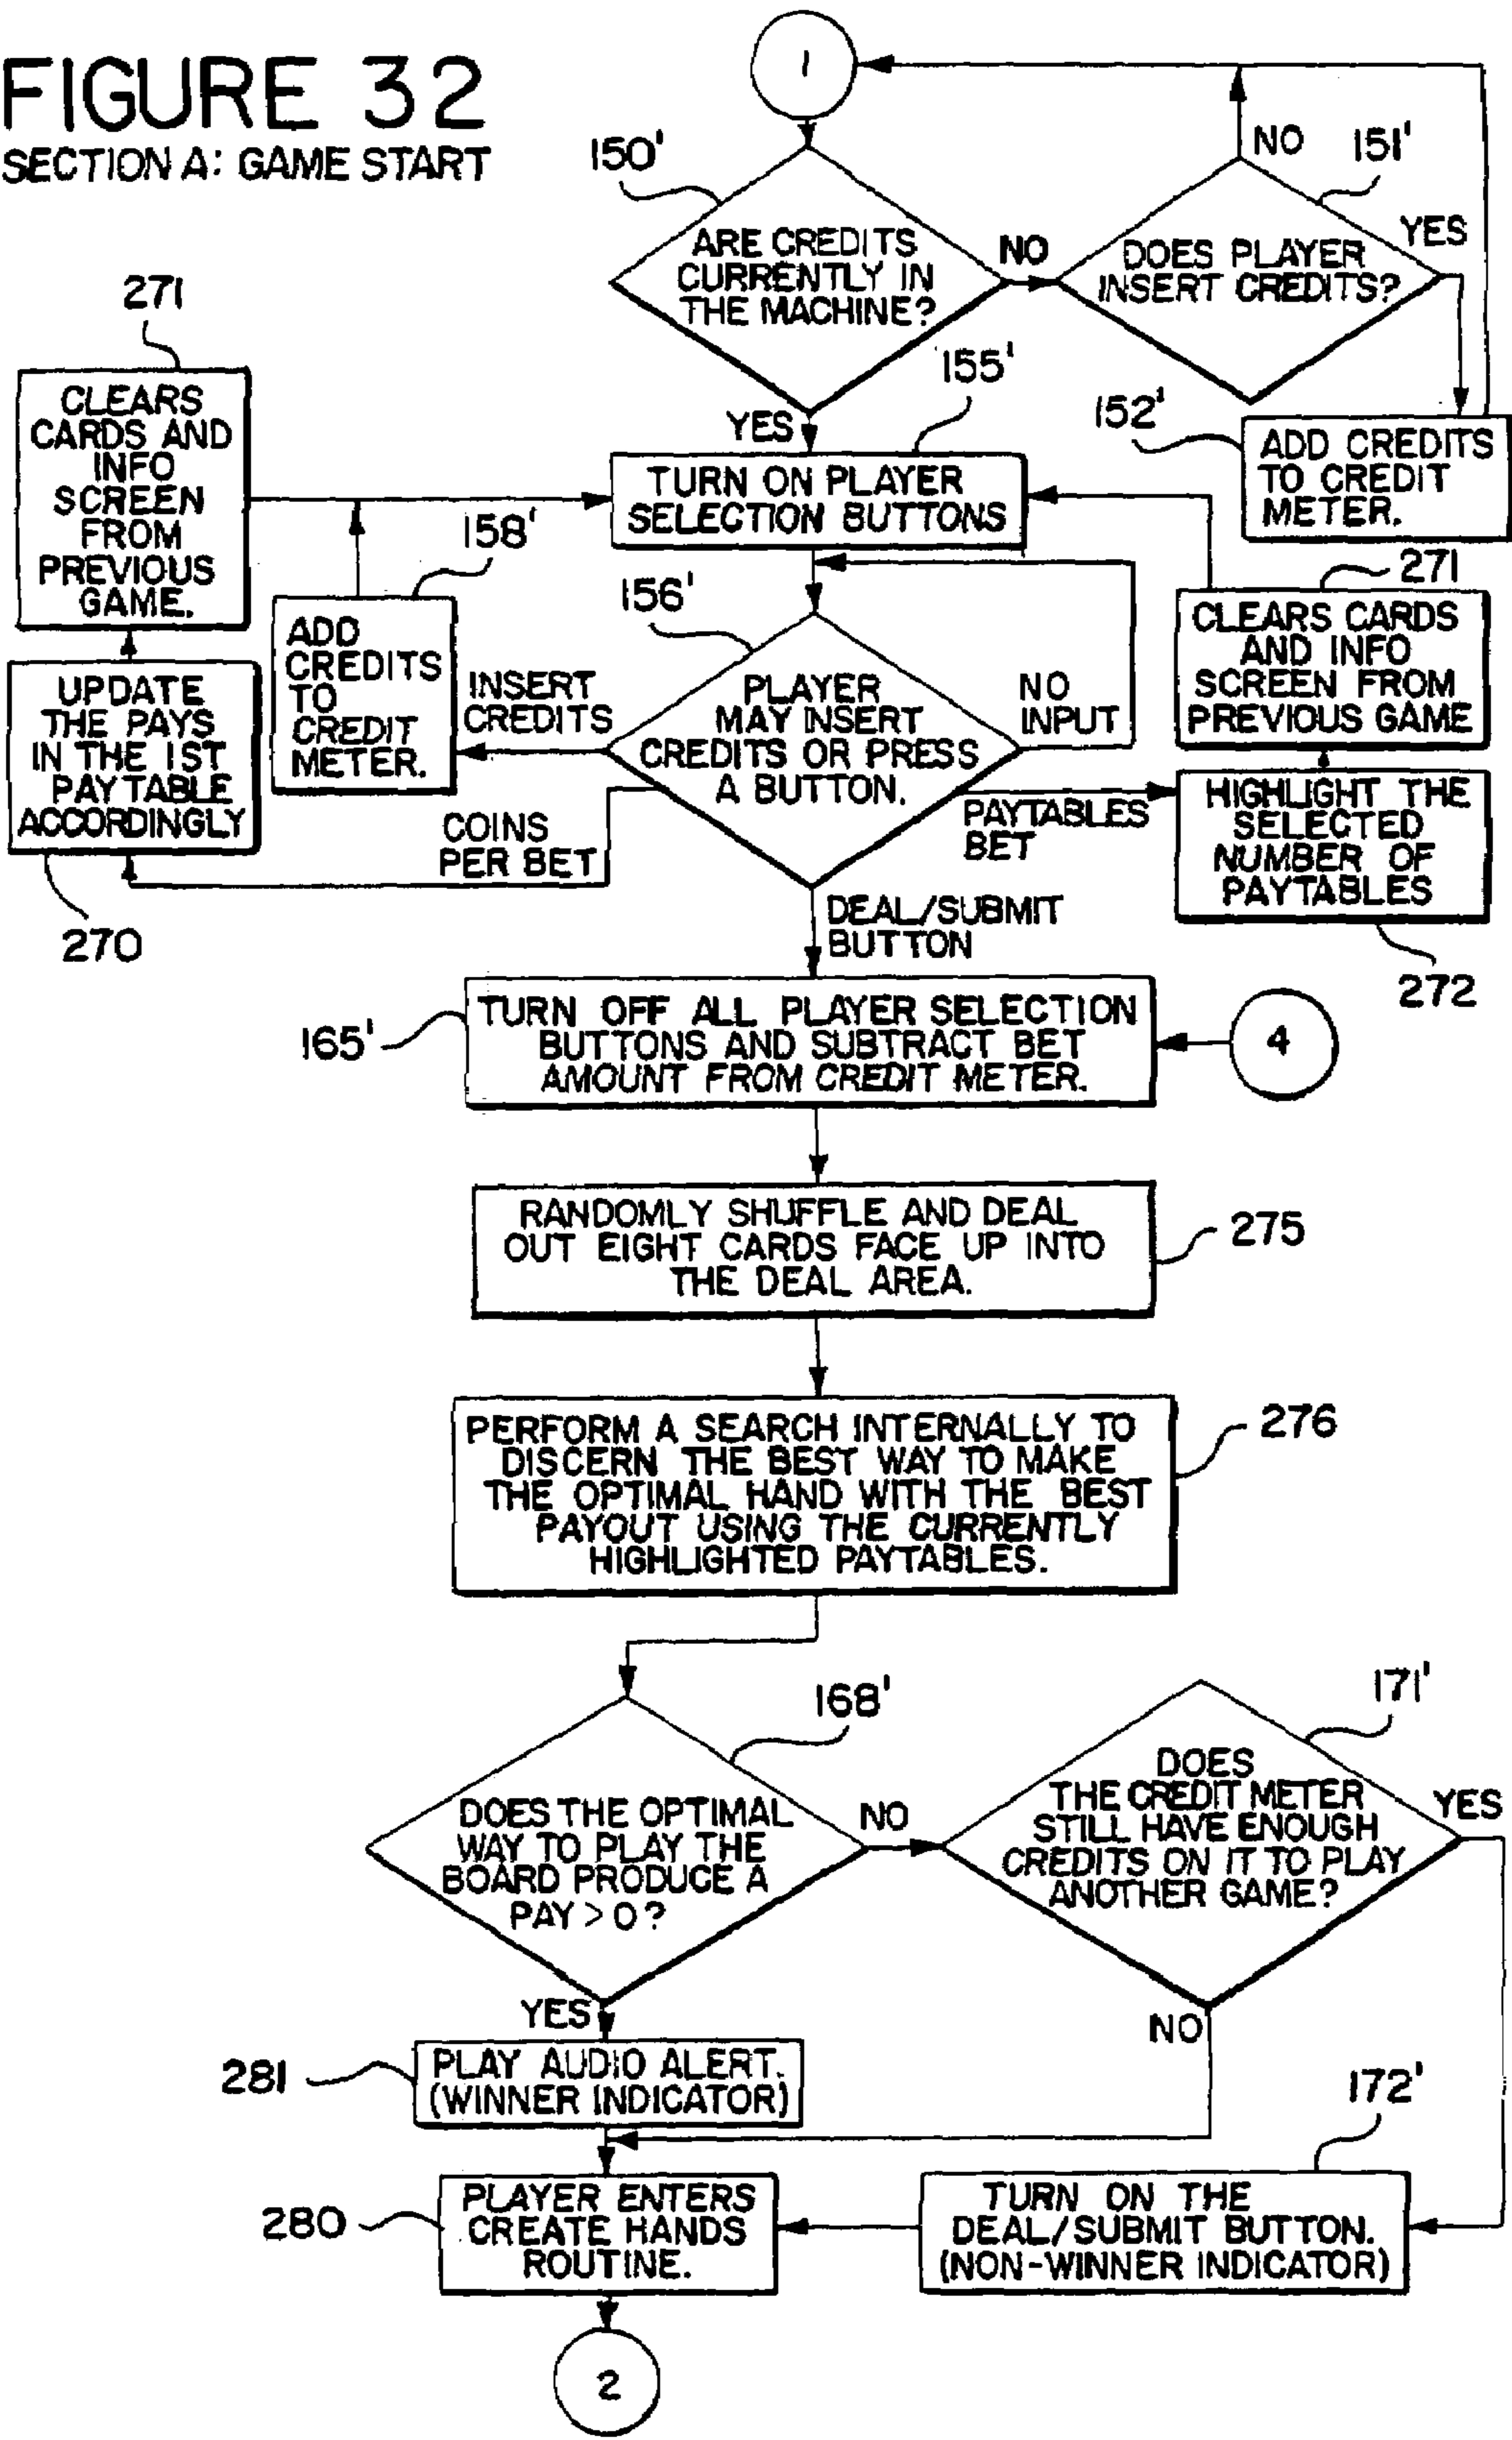 FIGURE 32
SECTION A: GAME START
1
150'
ARE CREDITS
CURRENTLY IN
THE MACHINE?
NO
151'
DOES PLAYER
INSERT CREDITS?
NO
YES
152'
ADD CREDITS
TO CREDIT
METER.
YES
155'
TURN ON PLAYER
SELECTION BUTTONS
271
CLEARS
CARDS AND
INFO
SCREEN
FROM
PREVIOUS
GAME.
158'
ADD
CREDITS
TO
CREDIT
METER.
INSERT
CREDITS
156'
PLAYER
MAY INSERT
CREDITS OR PRESS
A BUTTON.
NO
INPUT
271
CLEARS CARDS
AND INFO
SCREEN FROM
PREVIOUS GAME
UPDATE
THE PAYS
IN THE 1ST
PAYTABLE
ACCORDINGLY
270
COINS
PER BET
PAYTABLES
BET
HIGHLIGHT THE
SELECTED
NUMBER OF
PAYTABLES
272
DEAL/SUBMIT
BUTTON
165'
TURN OFF ALL PLAYER SELECTION
BUTTONS AND SUBTRACT BET
AMOUNT FROM CREDIT METER.
4
RANDOMLY SHUFFLE AND DEAL
OUT EIGHT CARDS FACE UP INTO
THE DEAL AREA.
275
PERFORM A SEARCH INTERNALLY TO
DISCERN THE BEST WAY TO MAKE
THE OPTIMAL HAND WITH THE BEST
PAYOUT USING THE CURRENTLY
HIGHLIGHTED PAYTABLES.
276
168'
DOES THE OPTIMAL
WAY TO PLAY THE
BOARD PRODUCE A
PAY > 0?
NO
171'
DOES
THE CREDIT METER
STILL HAVE ENOUGH
CREDITS ON IT TO PLAY
ANOTHER GAME?
YES
YES
NO
281
PLAY AUDIO ALERT.
(WINNER INDICATOR)
172'
280
PLAYER ENTERS
CREATE HANDS
ROUTINE.
TURN ON THE
DEAL/SUBMIT BUTTON.
(NON-WINNER INDICATOR)
2